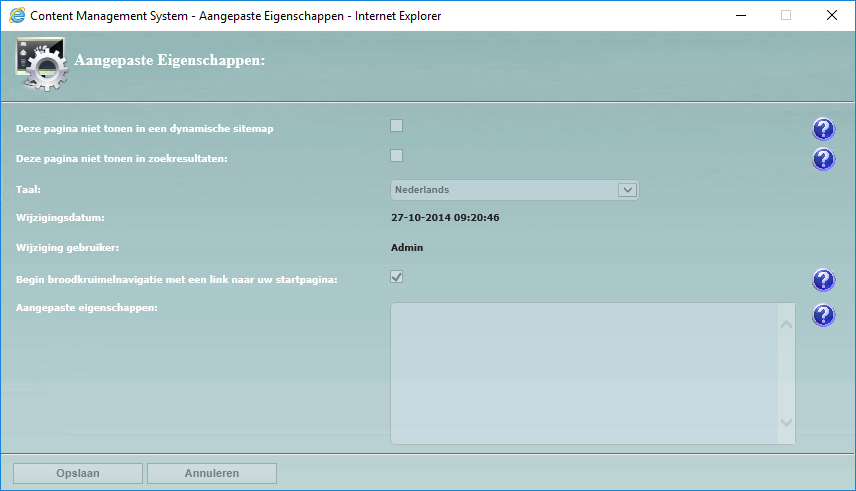 Content Management System - Aangepaste Eigenschappen - Internet Explorer
Aangepaste Eigenschappen:
Deze pagina niet tonen in een dynamische sitemap
Deze pagina niet tonen in zoekresultaten:
Taal: Nederlands
Wijzigingsdatum: 27-10-2014 09:20:46
Wijziging gebruiker: Admin
Begin broodkruimelnavigatie met een link naar uw startpagina:
Aangepaste eigenschappen:
Opslaan Annuleren